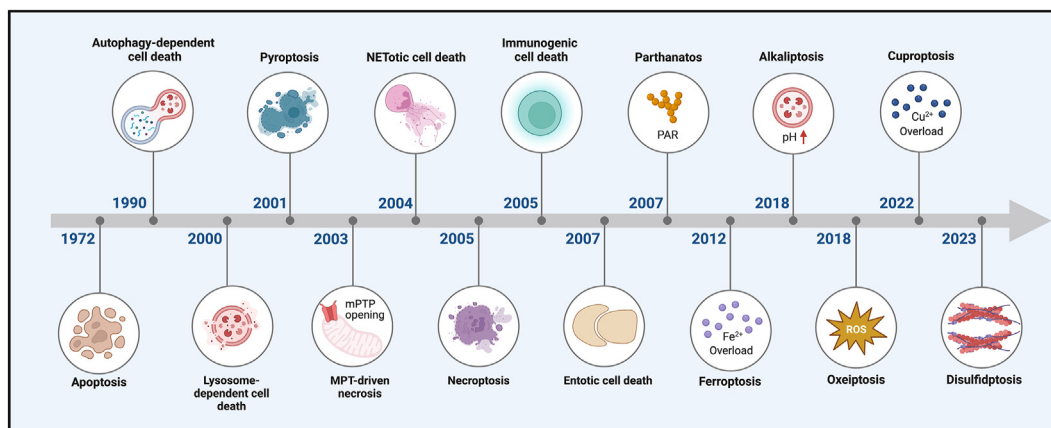 Autophagy-dependent
cell death
Pyroptosis
NETotic cell death
Immunogenic
cell death
Parthanatos
Alkaliptosis
Cuproptosis
PAR
pH
Cu²⁺
Overload
1990
2001
2004
2005
2007
2018
2022
1972
2000
2003
2005
2007
2012
2018
2023
mPTP
opening
Fe²⁺
Overload
ROS
Apoptosis
Lysosome-
dependent cell
death
MPT-driven
necrosis
Necroptosis
Entotic cell death
Ferroptosis
Oxeiptosis
Disulfidptosis